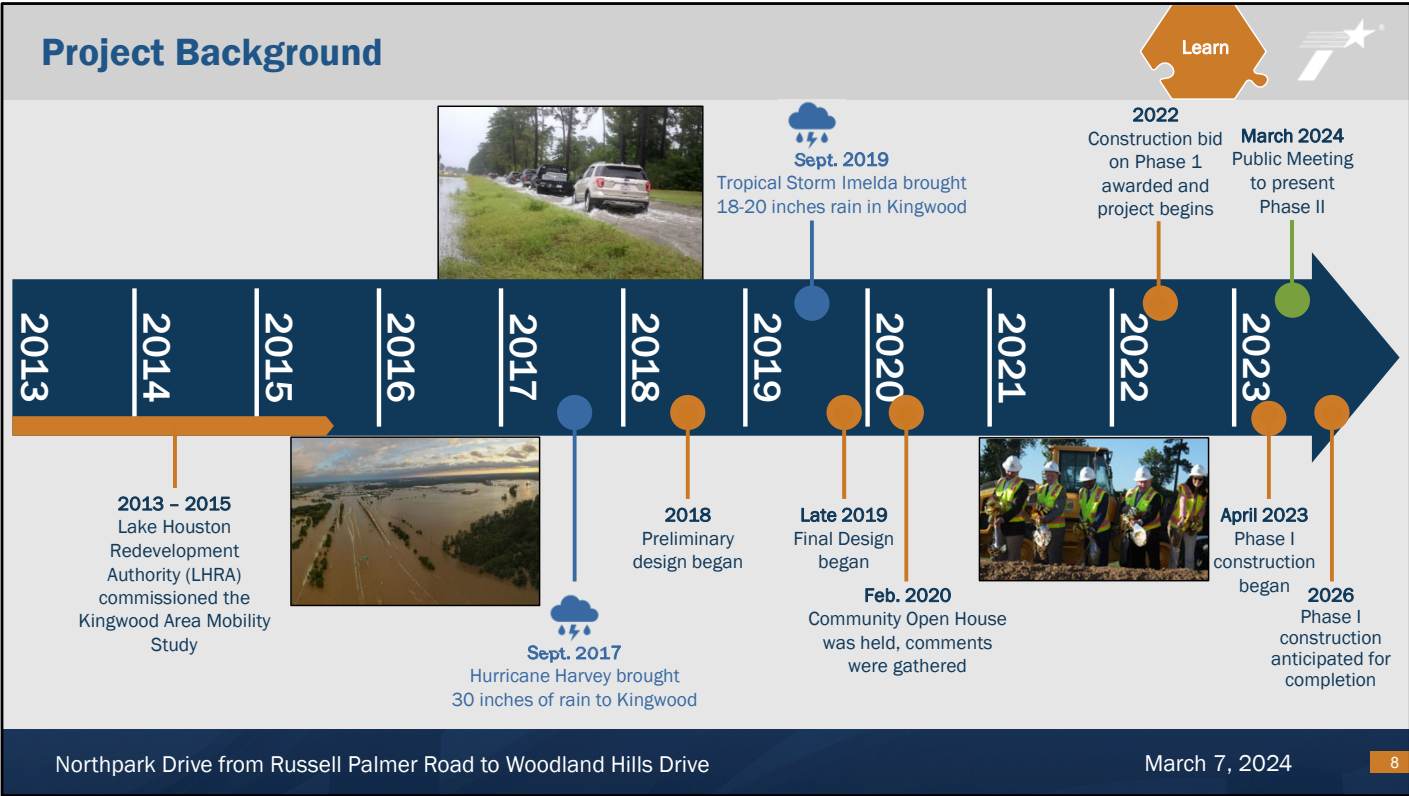 Project Background
Learn
Sept. 2019
Tropical Storm Imelda brought
18-20 inches rain in Kingwood
2022
Construction bid
on Phase 1
awarded and
project begins
March 2024
Public Meeting
to present
Phase II
2013
2014
2015
2016
2017
2018
2019
2020
2021
2022
2023
2013 – 2015
Lake Houston
Redevelopment
Authority (LHRA)
commissioned the
Kingwood Area Mobility
Study
Sept. 2017
Hurricane Harvey brought
30 inches of rain to Kingwood
2018
Preliminary
design began
Late 2019
Final Design
began
Feb. 2020
Community Open House
was held, comments
were gathered
April 2023
Phase I
construction
began
2026
Phase I
construction
anticipated for
completion
Northpark Drive from Russell Palmer Road to Woodland Hills Drive
March 7, 2024
8